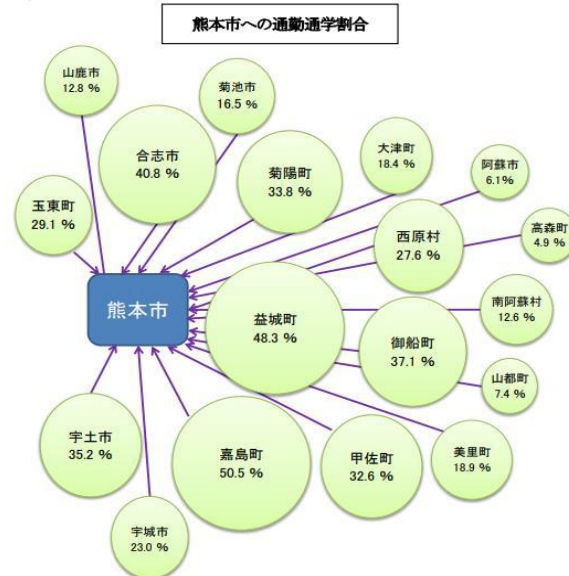 熊本市への通勤通学割合
山鹿市
12.8 %
菊池市
16.5 %
合志市
40.8 %
菊陽町
33.8 %
大津町
18.4 %
阿蘇市
6.1%
玉東町
29.1 %
西原村
27.6 %
高森町
4.9 %
熊本市
益城町
48.3 %
御船町
37.1 %
南阿蘇村
12.6 %
山都町
7.4 %
宇土市
35.2 %
嘉島町
50.5 %
甲佐町
32.6 %
美里町
18.9 %
宇城市
23.0 %